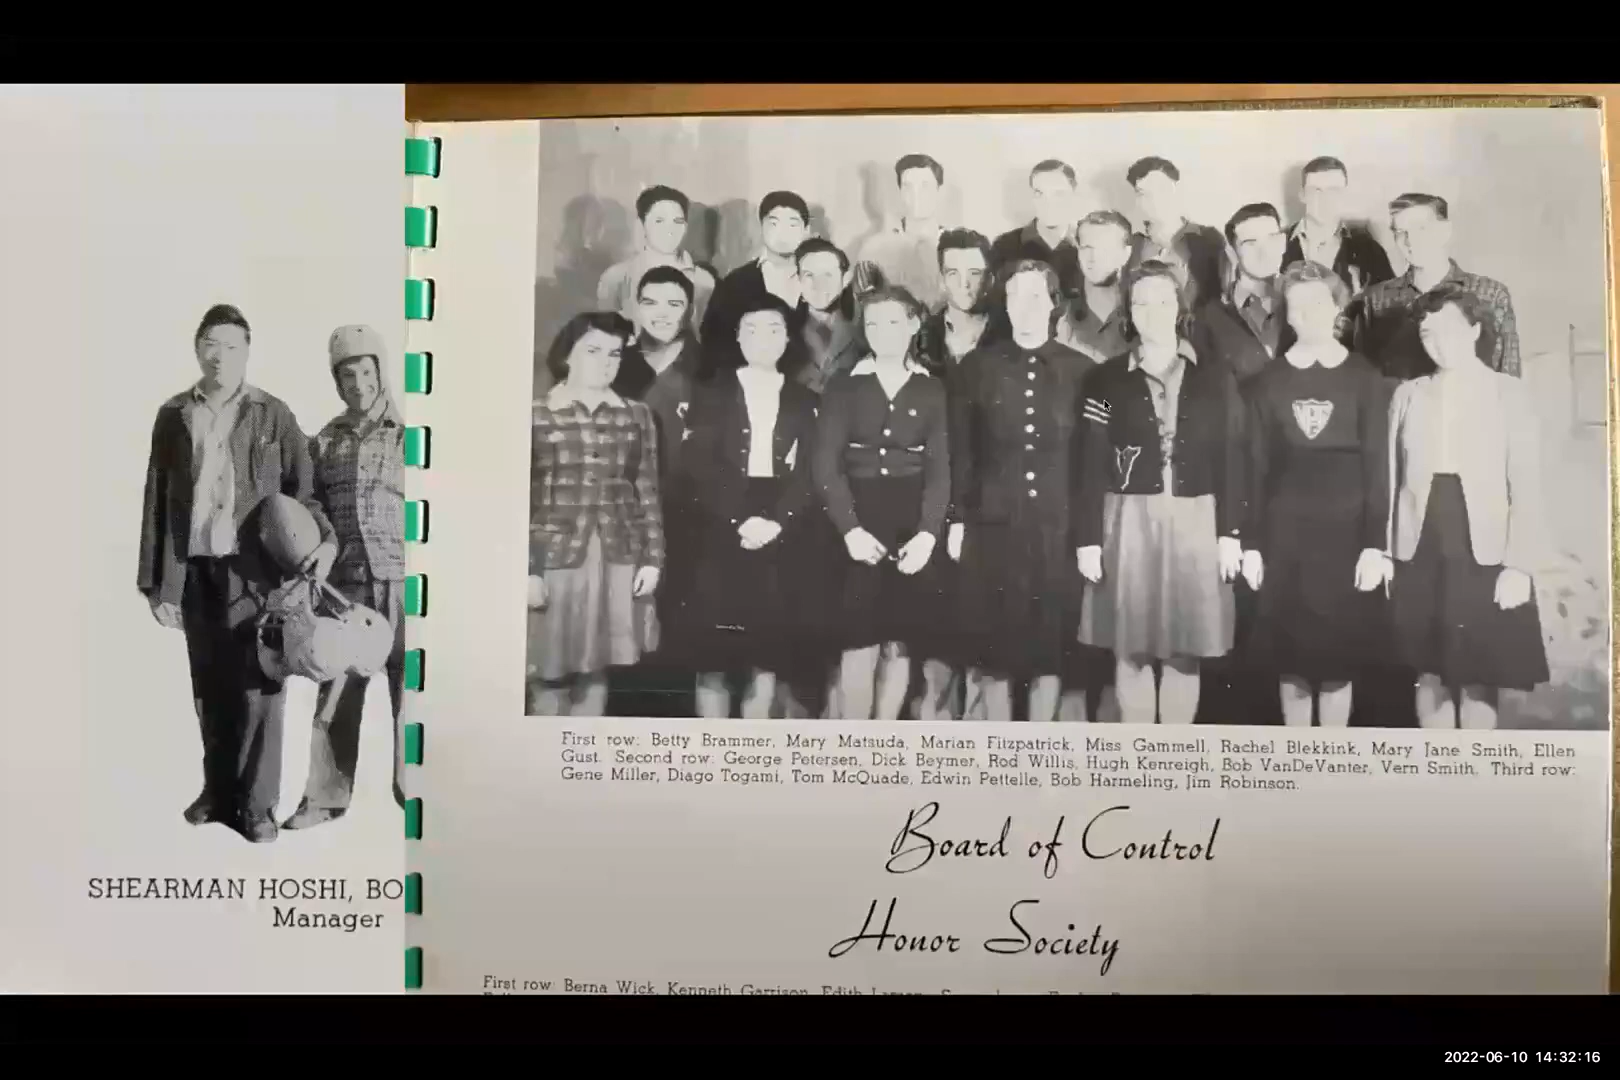 SHEARMAN HOSHI, BO
Manager
First row: Betty Brammer, Mary Matsuda, Marian Fitzpatrick, Miss Gammell, Rachel Blekkink, Mary Jane Smith, Ellen
Gust. Second row: George Petersen, Dick Beymer, Rod Willis, Hugh Kenreigh, Bob VanDeVanter, Vern Smith. Third row:
Gene Miller, Diago Togami, Tom McQuade, Edwin Pettelle, Bob Harmeling, Jim Robinson.
Board of Control
Honor Society
First row: Berna Wick, Kenneth Garrison, Edith
2022-06-10 14:32:16